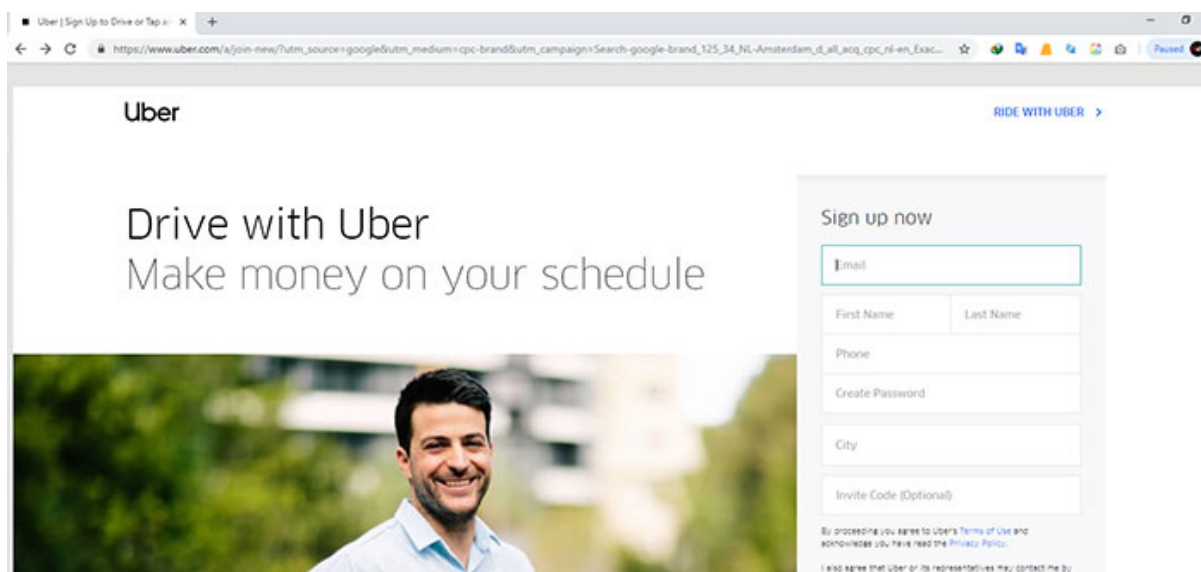 Uber | Sign Up to Drive or Tap an
https://www.uber.com/a/join-new/?utm_source=google&utm_medium=cpc-brand&utm_campaign=Search-google-brand_125_34_NL-Amsterdam_d_all_acq_cpc_nl-en_Exac...
Paused
Uber
RIDE WITH UBER
Drive with Uber
Make money on your schedule
Sign up now
Email
First Name Last Name
Phone
Create Password
City
Invite Code (Optional)
By proceeding you agree to Uber's Terms of Use and
acknowledge you have read the Privacy Policy.
I also agree that Uber or its representatives may contact me by